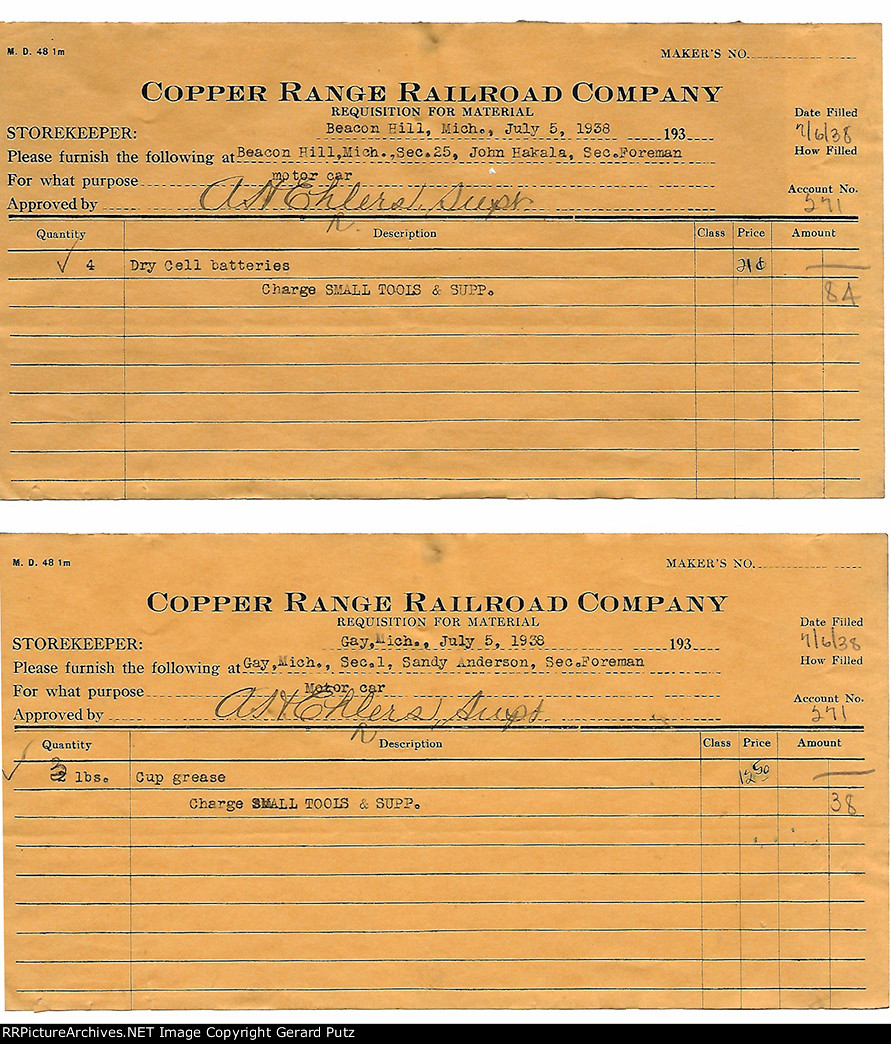 M. D. 48 1m
MAKER'S NO.
COPPER RANGE RAILROAD COMPANY
REQUISITION FOR MATERIAL
Date Filled
STOREKEEPER: Beacon Hill, Mich., July 5, 1938 193 7/6/38
Please furnish the following at Beacon Hill,Mich.,Sec.25, John Hakala, Sec.Foreman How Filled
For what purpose motor car
Account No.
Approved by A H Ehlers, Supt 271
R.
Quantity Description Class Price Amount
✓ 4 Dry Cell batteries 21¢
Charge SMALL TOOLS & SUPP. 84
M. D. 48 1m
MAKER'S NO.
COPPER RANGE RAILROAD COMPANY
REQUISITION FOR MATERIAL
Date Filled
STOREKEEPER: Gay,Mich., July 5, 1938 193 7/6/38
Please furnish the following at Gay,Mich., Sec.1, Sandy Anderson, Sec.Foreman How Filled
For what purpose Motor car
Account No.
Approved by A H Ehlers, Supt 271
R
Quantity Description Class Price Amount
✓ 3 lbs. Cup grease 12 50
Charge SMALL TOOLS & SUPP. 38
RRPictureArchives.NET Image Copyright Gerard Putz